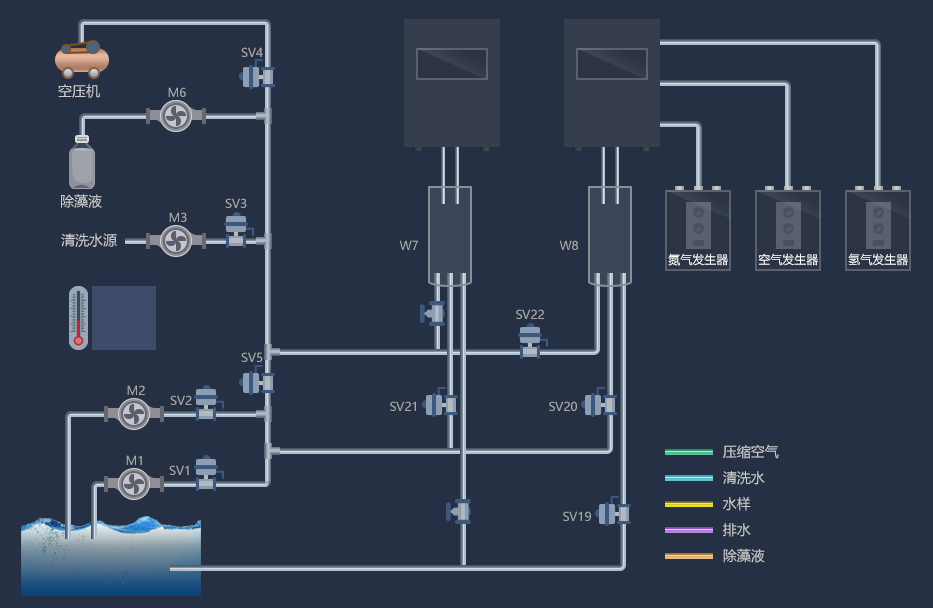 SV4
空压机
M6
除藻液
M3
SV3
清洗水源
W7
W8
氮气发生器
空气发生器
氢气发生器
SV22
SV5
M2
SV2
SV21
SV20
M1
SV1
SV19
压缩空气
清洗水
水样
排水
除藻液